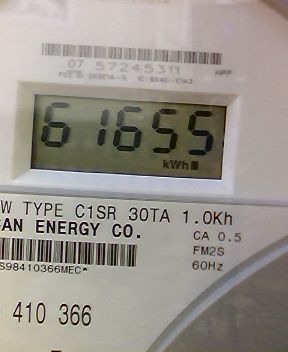 07 57245311 MPP
61655
kWh
W TYPE C1SR 30TA 1.0Kh
AN ENERGY CO.
CA 0.5
FM2S
S98410366MEC*
60Hz
410 366